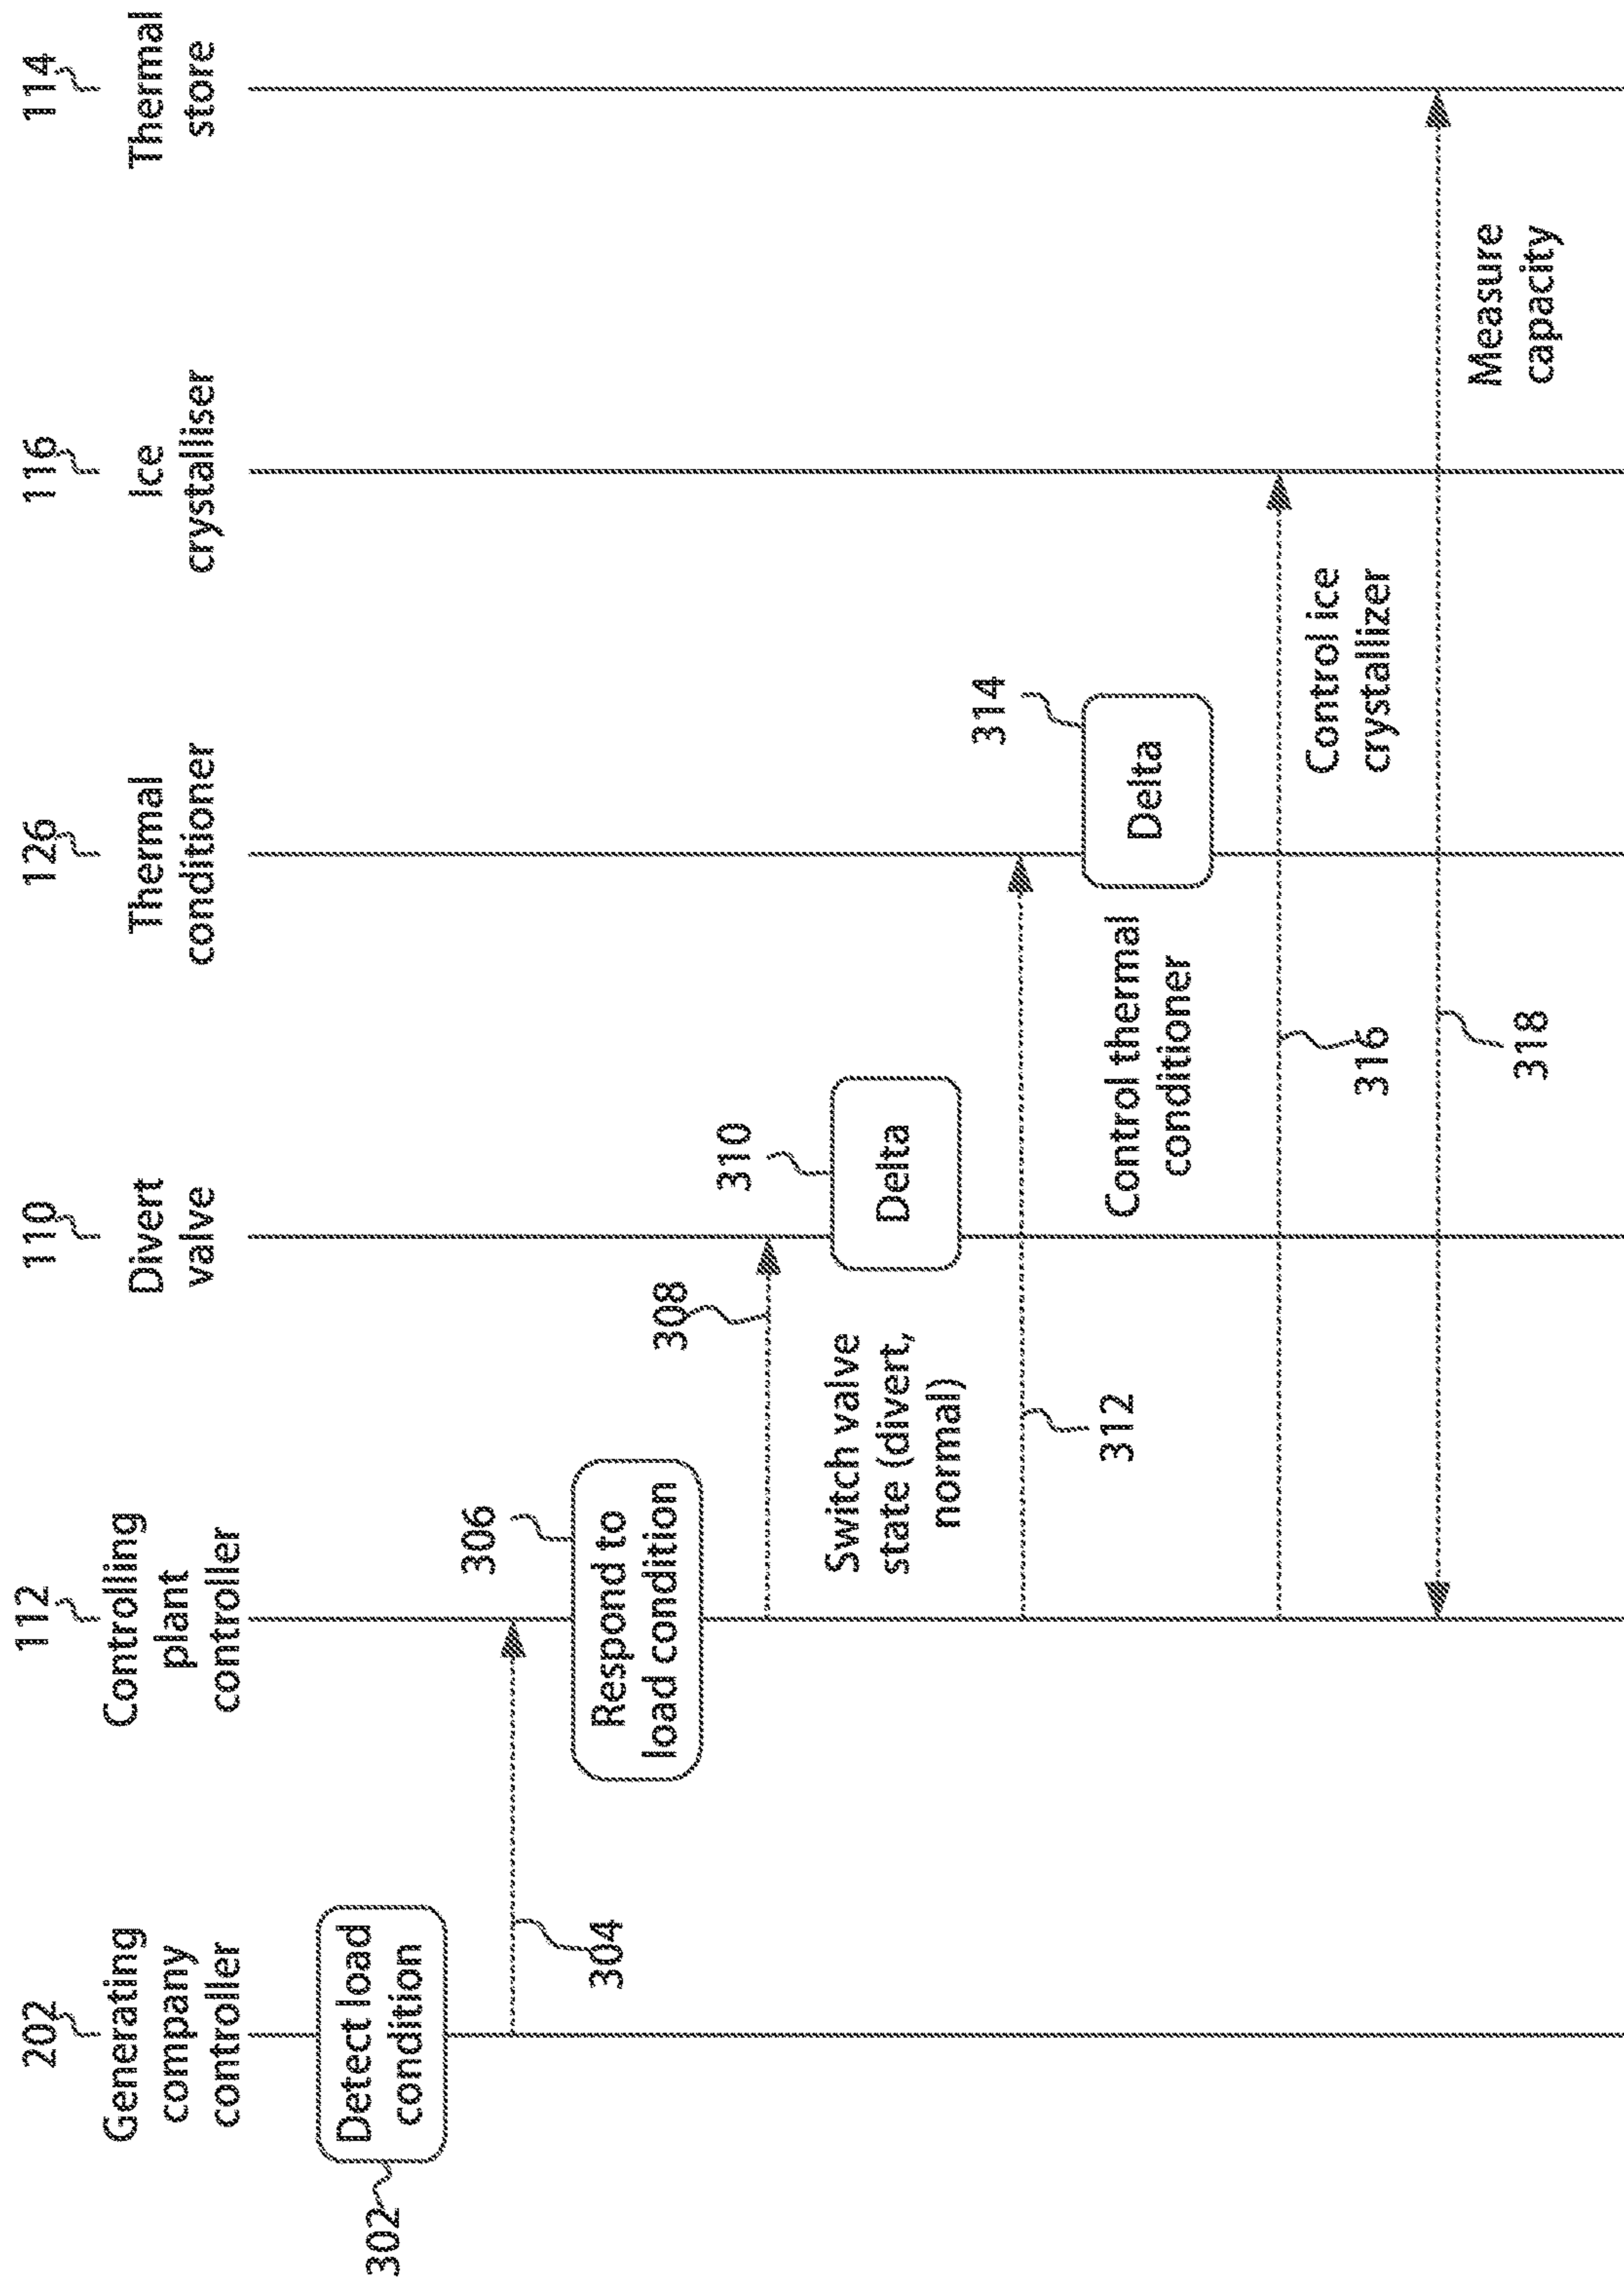 202
Generating
company
controller
112
Controlling
plant
controller
110
Divert
valve
126
Thermal
conditioner
116
Ice
crystalliser
114
Thermal
store
302
Detect load
condition
304
306
Respond to
load condition
308
Switch valve
state (divert,
normal)
310
Delta
312
Control thermal
conditioner
314
Delta
316
Control ice
crystallizer
318
Measure
capacity